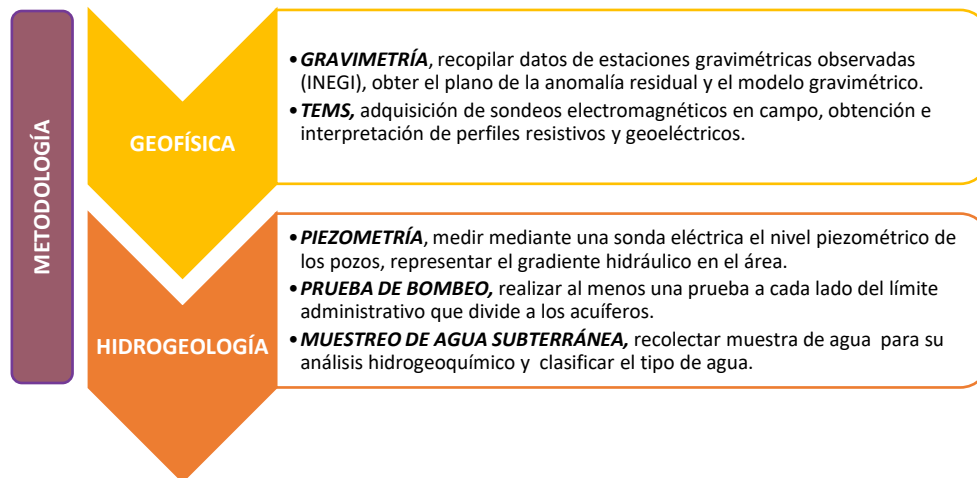 METODOLOGÍA
GEOFÍSICA
•GRAVIMETRÍA, recopilar datos de estaciones gravimétricas observadas
(INEGI), obter el plano de la anomalía residual y el modelo gravimétrico.
•TEMS, adquisición de sondeos electromagnéticos en campo, obtención e
interpretación de perfiles resistivos y geoeléctricos.
HIDROGEOLOGÍA
•PIEZOMETRÍA, medir mediante una sonda eléctrica el nivel piezométrico de
los pozos, representar el gradiente hidráulico en el área.
•PRUEBA DE BOMBEO, realizar al menos una prueba a cada lado del límite
administrativo que divide a los acuíferos.
•MUESTREO DE AGUA SUBTERRÁNEA, recolectar muestra de agua para su
análisis hidrogeoquímico y clasificar el tipo de agua.